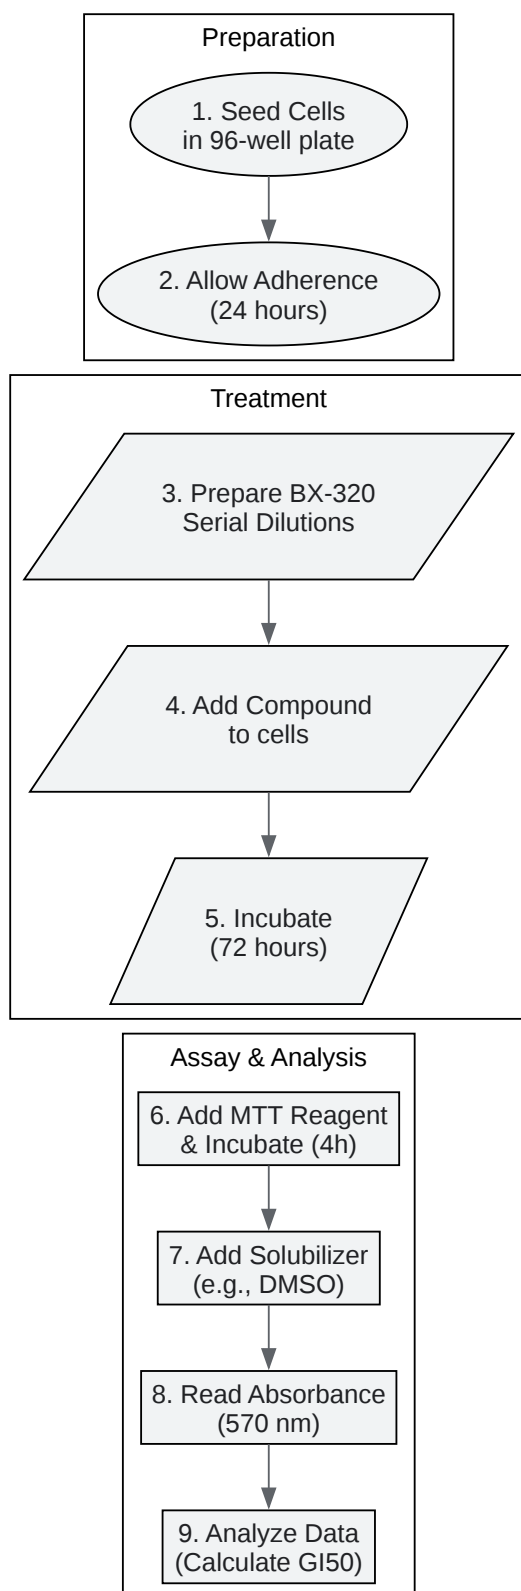 Preparation
1. Seed Cells
in 96-well plate
2. Allow Adherence
(24 hours)
Treatment
3. Prepare BX-320
Serial Dilutions
4. Add Compound
to cells
5. Incubate
(72 hours)
Assay & Analysis
6. Add MTT Reagent
& Incubate (4h)
7. Add Solubilizer
(e.g., DMSO)
8. Read Absorbance
(570 nm)
9. Analyze Data
(Calculate GI50)